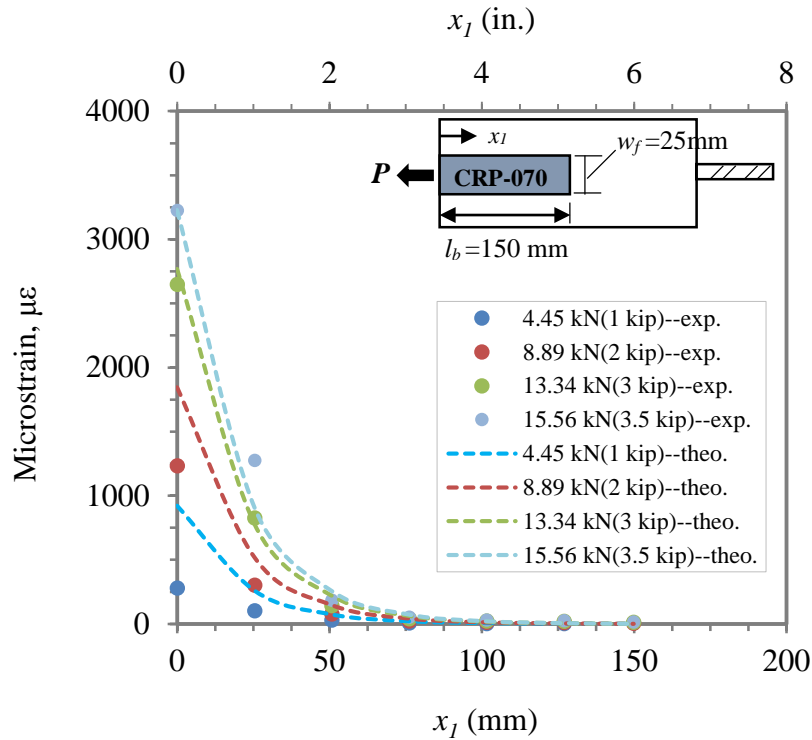 x1 (in.)
0 2 4 6 8
4000
3000
2000
1000
0
Microstrain, µε
x1
wf =25mm
P
CRP-070
lb =150 mm
4.45 kN(1 kip)--exp.
8.89 kN(2 kip)--exp.
13.34 kN(3 kip)--exp.
15.56 kN(3.5 kip)--exp.
4.45 kN(1 kip)--theo.
8.89 kN(2 kip)--theo.
13.34 kN(3 kip)--theo.
15.56 kN(3.5 kip)--theo.
0 50 100 150 200
x1 (mm)